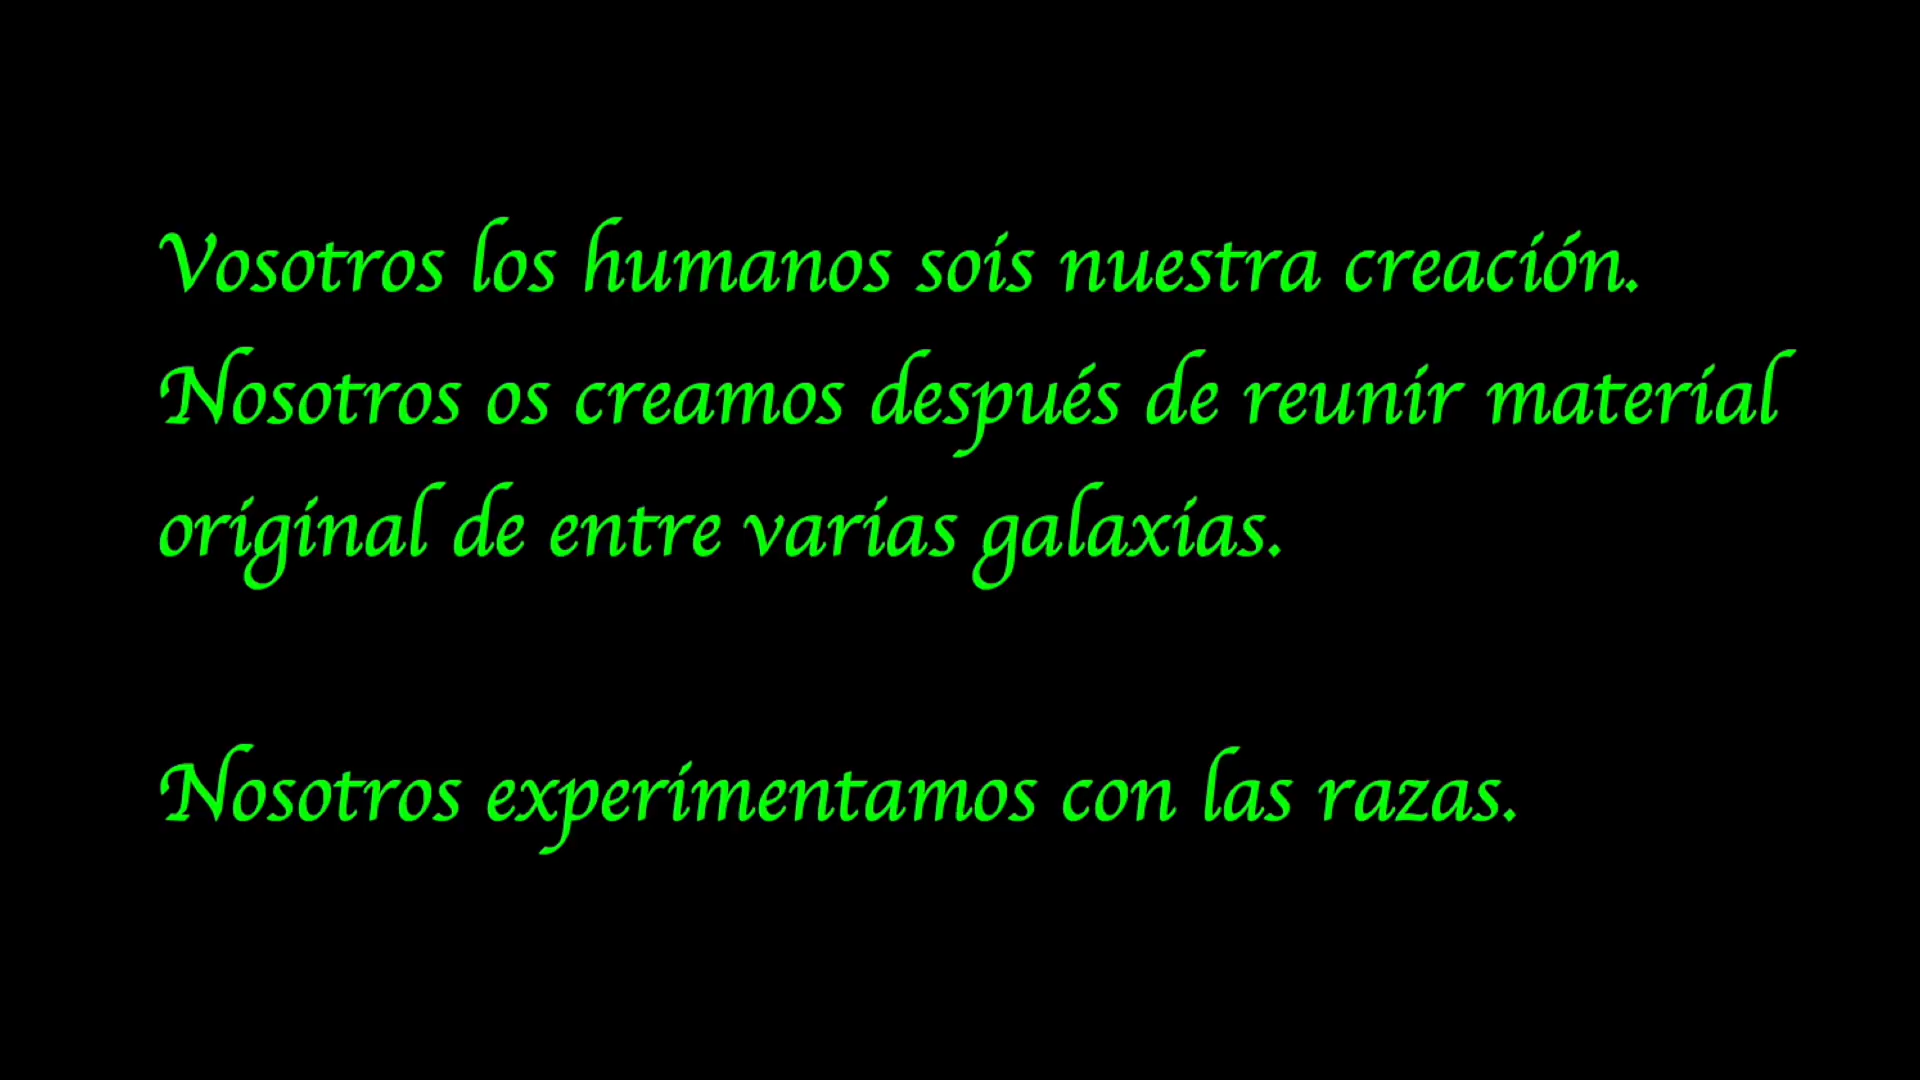 Vosotros los humanos sois nuestra creación.
Nosotros os creamos después de reunir material
original de entre varias galaxias.
Nosotros experimentamos con las razas.